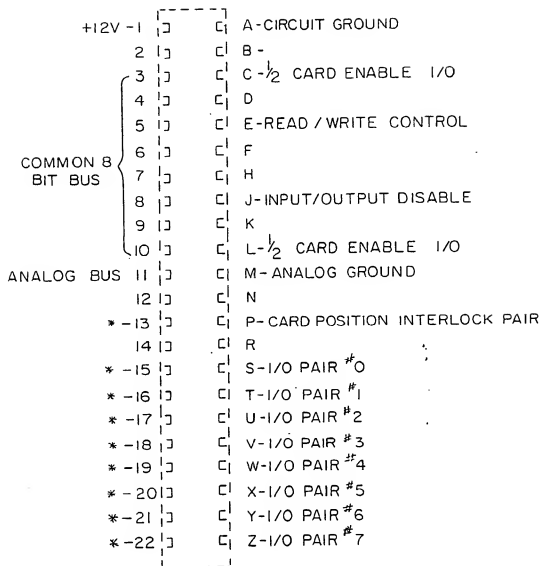 +12V -1 A-CIRCUIT GROUND
2 B -
3 C-1/2 CARD ENABLE I/O
4 D
5 E-READ/WRITE CONTROL
6 F
COMMON 8
BIT BUS
7 H
8 J-INPUT/OUTPUT DISABLE
9 K
10 L-1/2 CARD ENABLE I/O
ANALOG BUS 11 M-ANALOG GROUND
12 N
* -13 P-CARD POSITION INTERLOCK PAIR
14 R
* -15 S-I/O PAIR #0
* -16 T-I/O PAIR #1
* -17 U-I/O PAIR #2
* -18 V-I/O PAIR #3
* -19 W-I/O PAIR #4
* -20 X-I/O PAIR #5
* -21 Y-I/O PAIR #6
* -22 Z-I/O PAIR #7